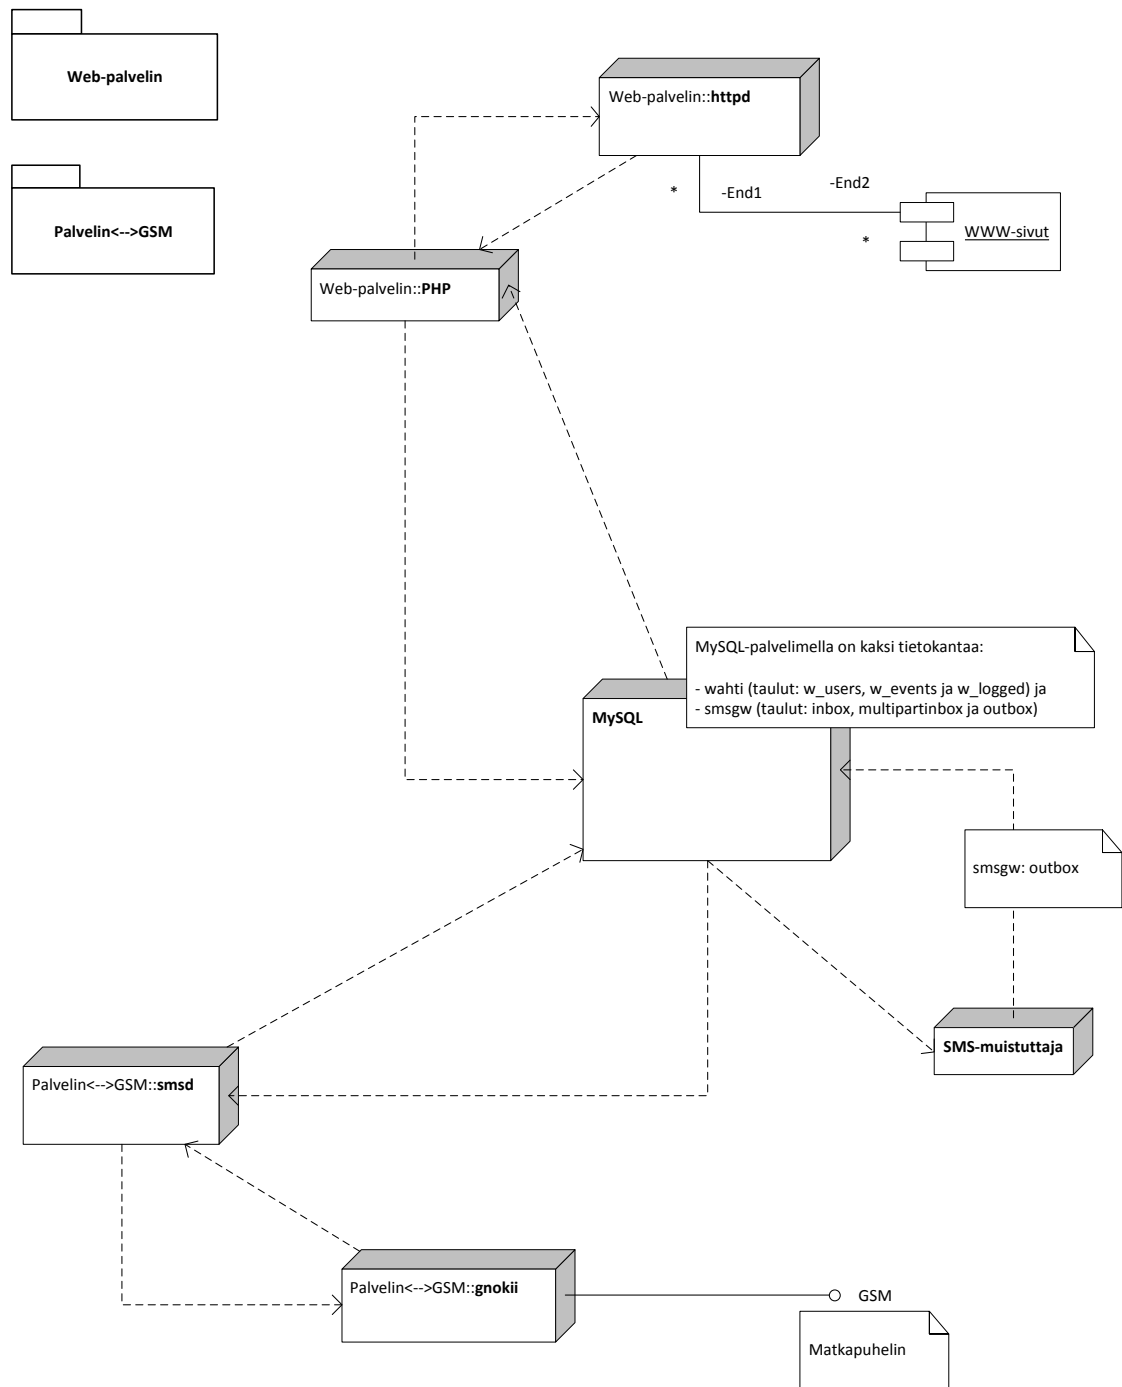 Web-palvelin
Web-palvelin::httpd
* -End1 -End2
*
WWW-sivut
Palvelin<-->GSM
Web-palvelin::PHP
MySQL-palvelimella on kaksi tietokantaa:
- wahti (taulut: w_users, w_events ja w_logged) ja
- smsgw (taulut: inbox, multipartinbox ja outbox)
MySQL
smsgw: outbox
SMS-muistuttaja
Palvelin<-->GSM::smsd
Palvelin<-->GSM::gnokii
GSM
Matkapuhelin